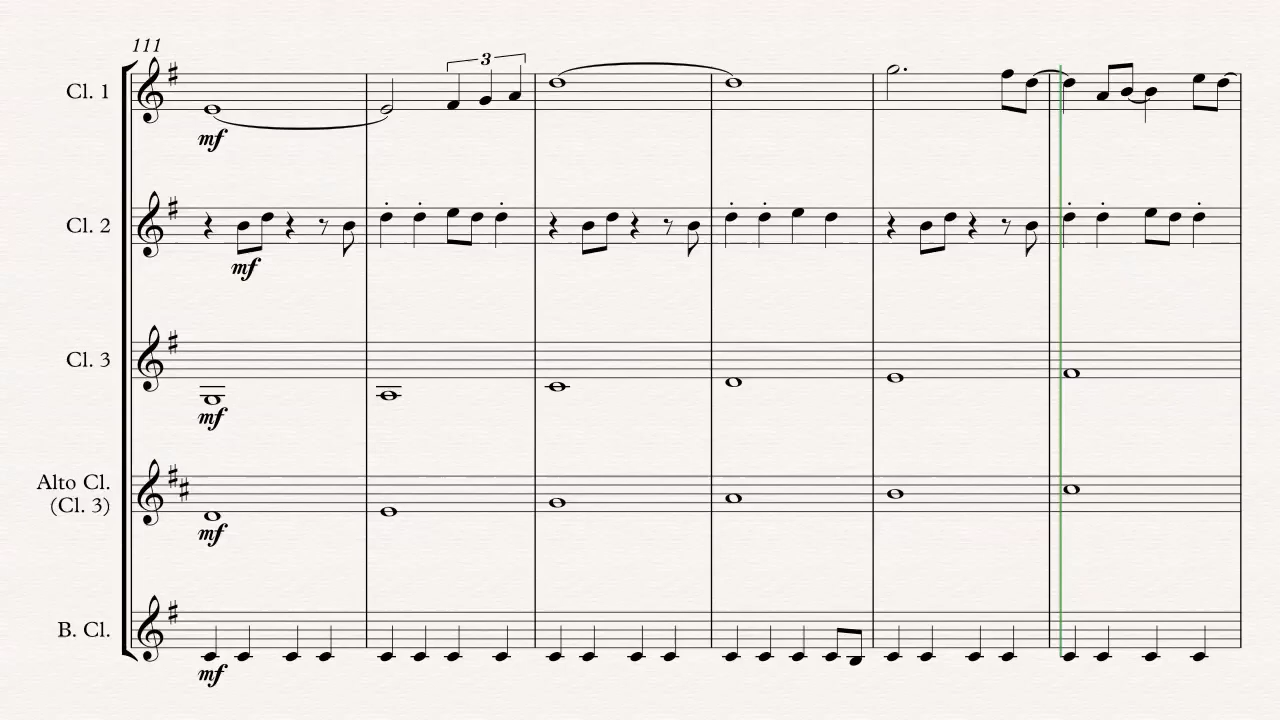 111
Cl. 1
3
mf
Cl. 2
mf
Cl. 3
mf
Alto Cl.
(Cl. 3)
mf
B. Cl.
mf